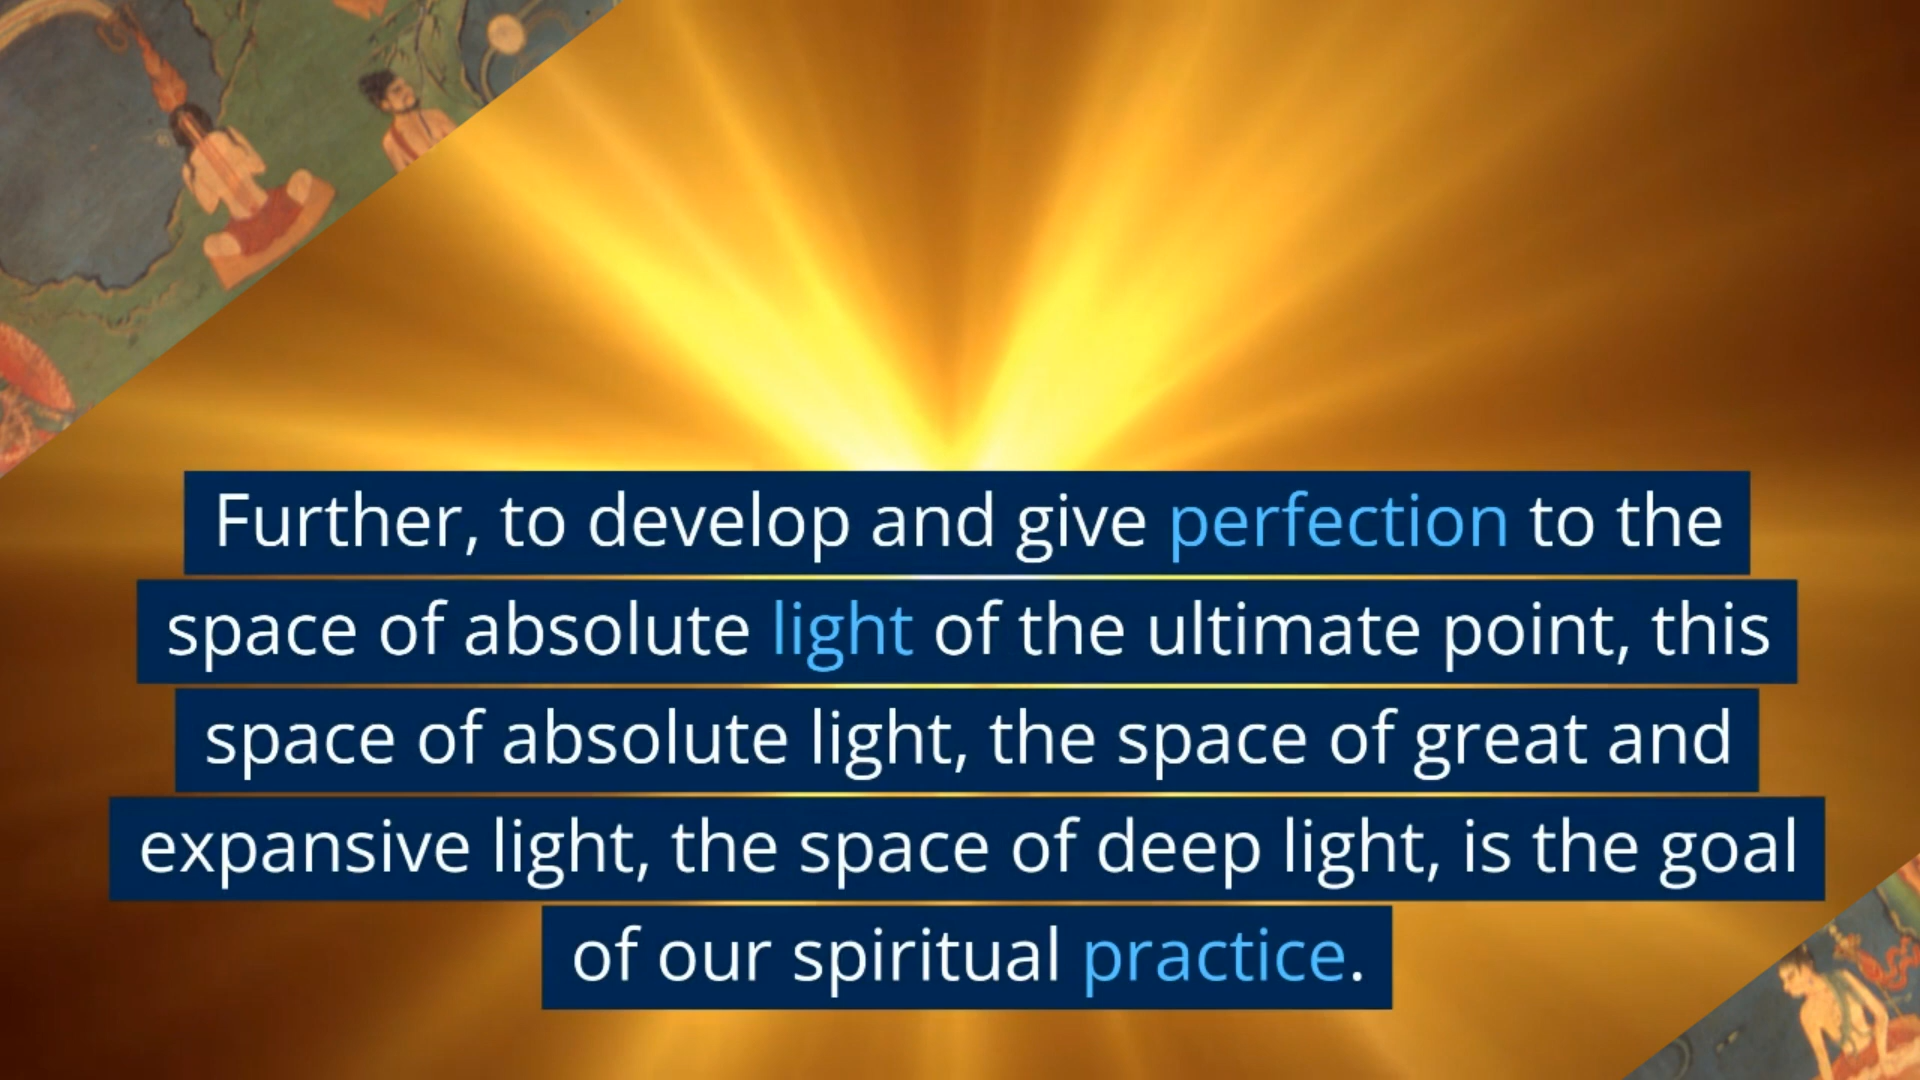 Further, to develop and give perfection to the
space of absolute light of the ultimate point, this
space of absolute light, the space of great and
expansive light, the space of deep light, is the goal
of our spiritual practice.